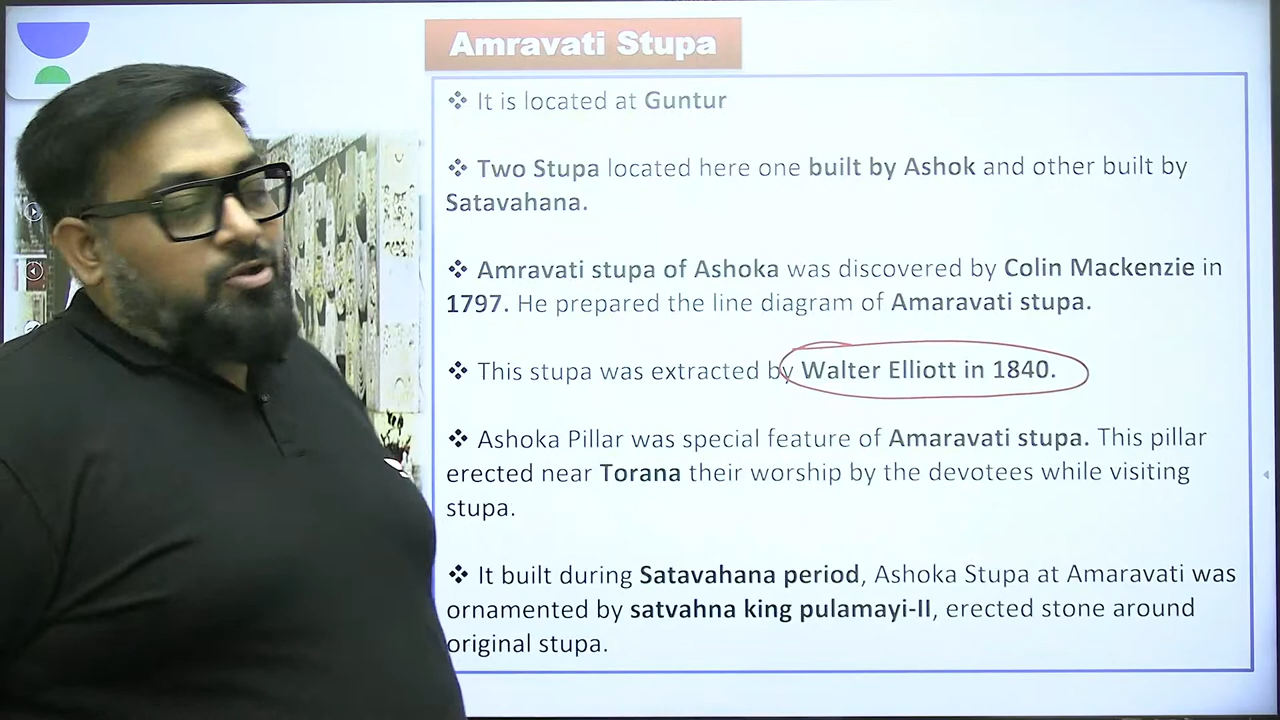 Amravati Stupa
❖ It is located at Guntur
❖ Two Stupa located here one built by Ashok and other built by
Satavahana.
❖ Amravati stupa of Ashoka was discovered by Colin Mackenzie in
1797. He prepared the line diagram of Amaravati stupa.
❖ This stupa was extracted by Walter Elliott in 1840.
❖ Ashoka Pillar was special feature of Amaravati stupa. This pillar
erected near Torana their worship by the devotees while visiting
stupa.
❖ It built during Satavahana period, Ashoka Stupa at Amaravati was
ornamented by satvahna king pulamayi-II, erected stone around
original stupa.